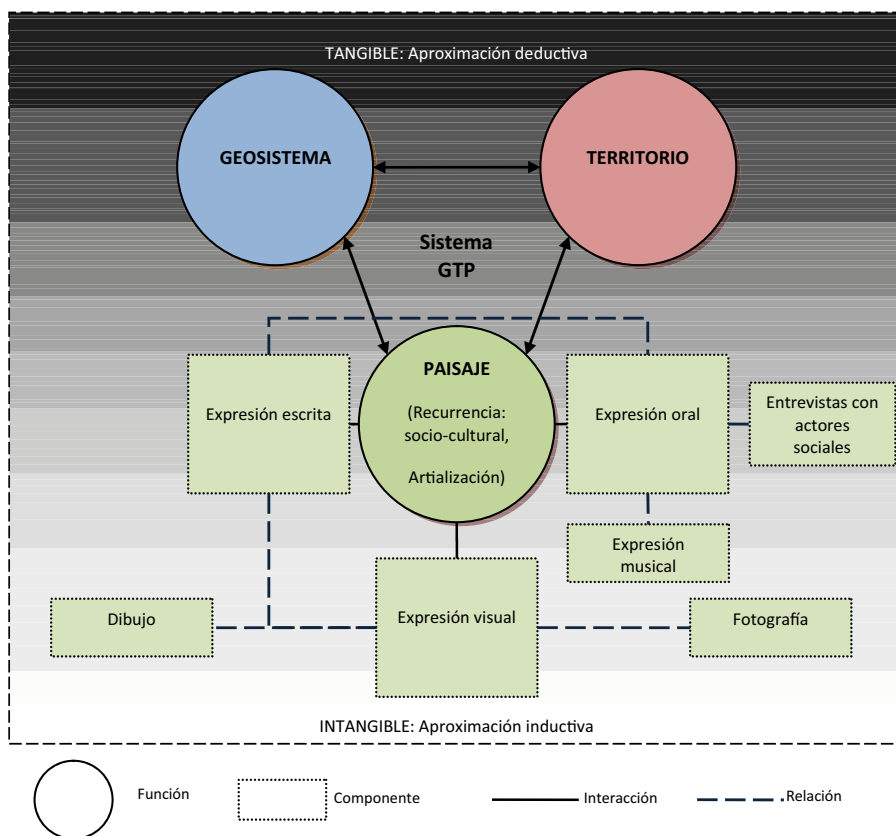 TANGIBLE: Aproximación deductiva
GEOSISTEMA
TERRITORIO
Sistema
GTP
PAISAJE
(Recurrencia:
socio-cultural,
Artialización)
Expresión escrita
Expresión oral
Entrevistas con
actores
sociales
Expresión
musical
Dibujo
Expresión visual
Fotografía
INTANGIBLE: Aproximación inductiva
Función
Componente
Interacción
Relación